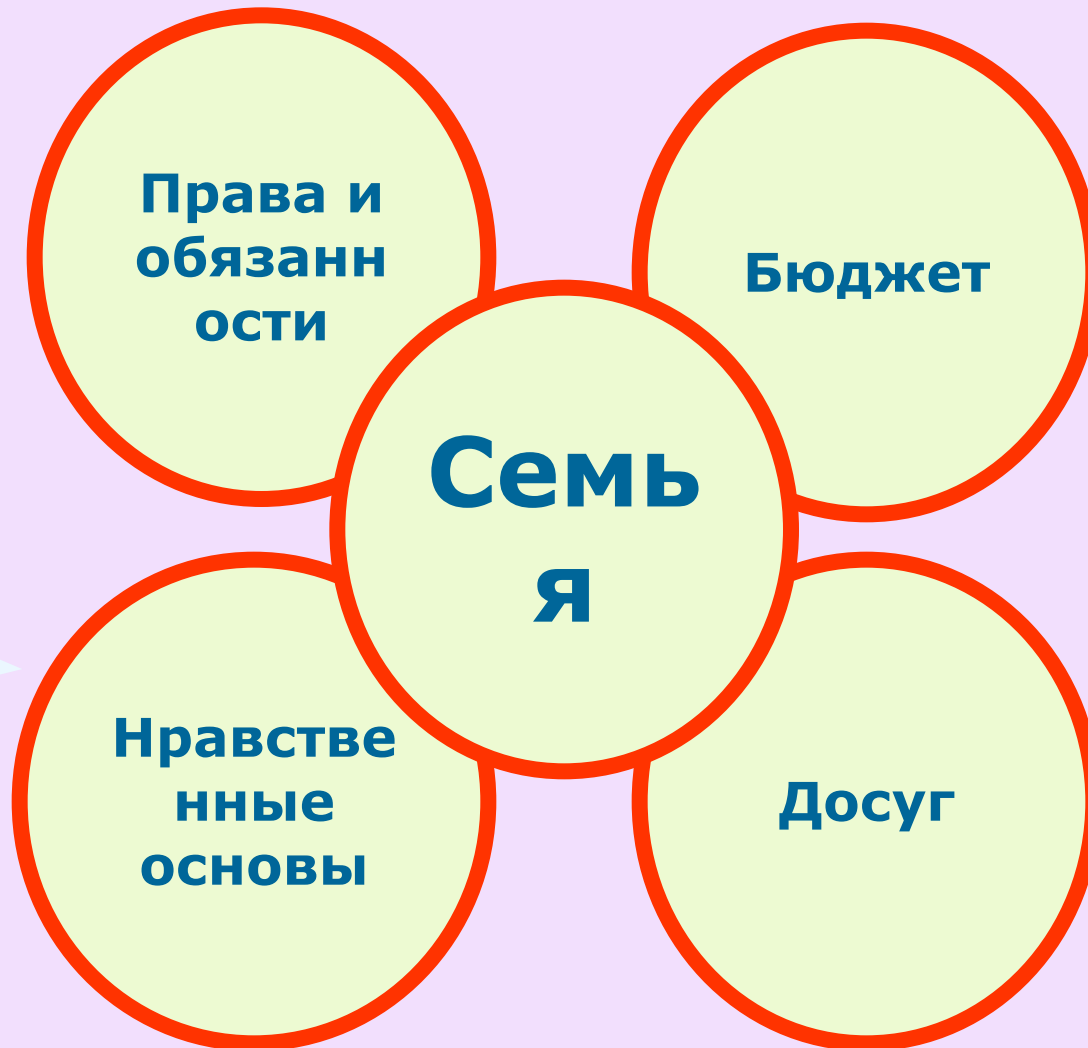 Права и
обязанн
ости
Бюджет
Семь
я
Нравстве
нные
основы
Досуг